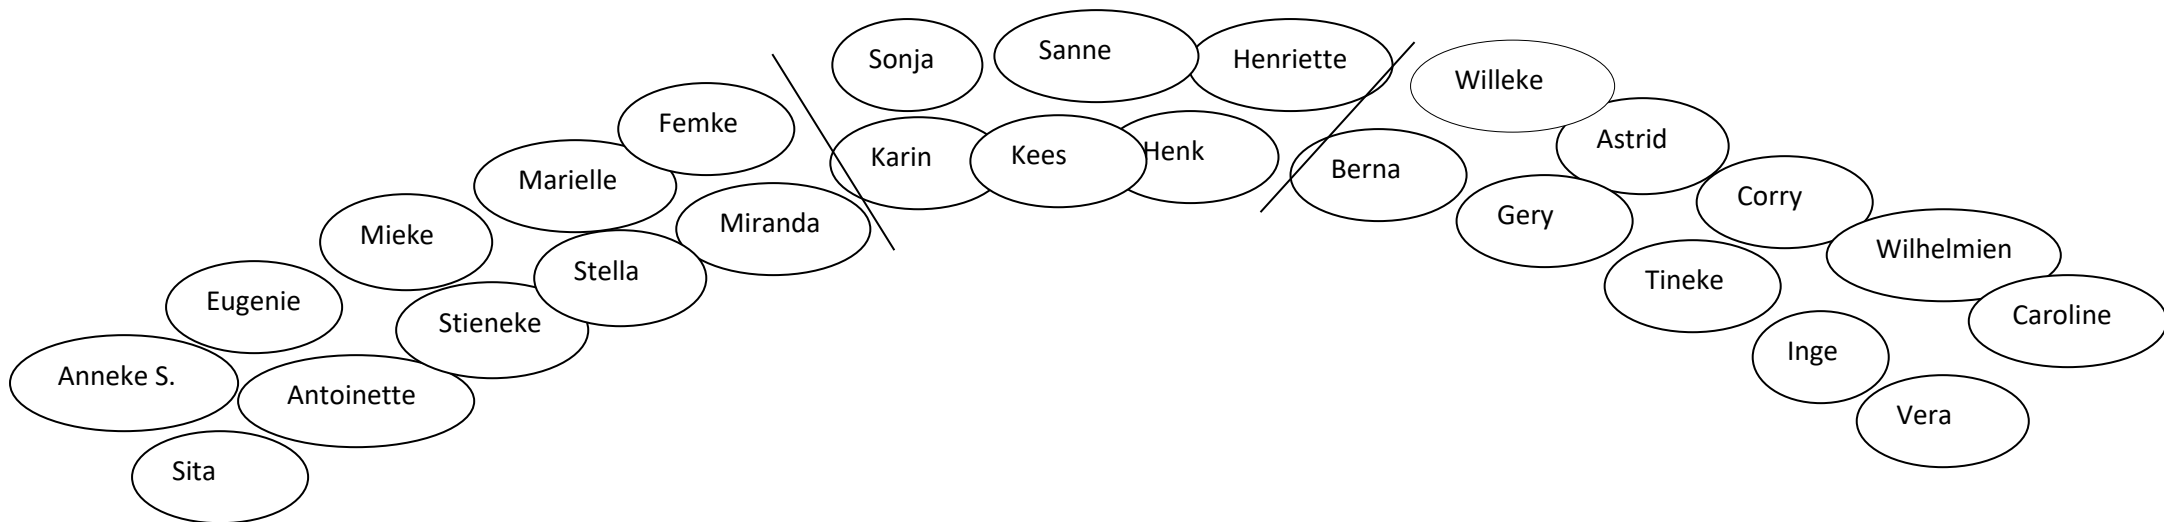 Sonja
Sanne
Henriette
Willeke
Femke
Karin
Kees
Henk
Berna
Astrid
Marielle
Miranda
Gery
Corry
Mieke
Stella
Tineke
Wilhelmien
Eugenie
Stieneke
Inge
Caroline
Anneke S.
Antoinette
Vera
Sita